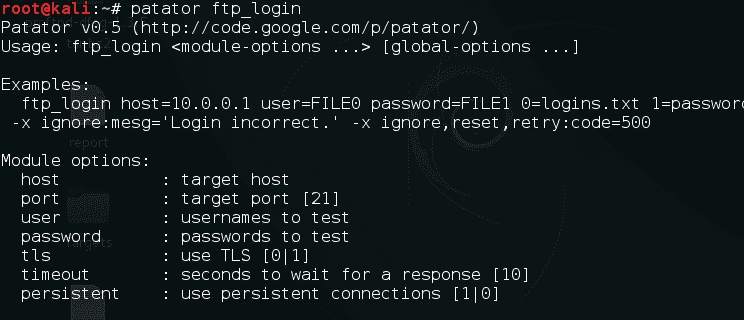 root@kali:~# patator ftp_login
Patator v0.5 (http://code.google.com/p/patator/)
Usage: ftp_login <module-options ...> [global-options ...]

Examples:
  ftp_login host=10.0.0.1 user=FILE0 password=FILE1 0=logins.txt 1=password
 -x ignore:mesg='Login incorrect.' -x ignore,reset,retry:code=500
report
Module options:
  host          : target host
  port          : target port [21]
  user          : usernames to test
  password      : passwords to test
  tls           : use TLS [0|1]
  timeout       : seconds to wait for a response [10]
  persistent    : use persistent connections [1|0]